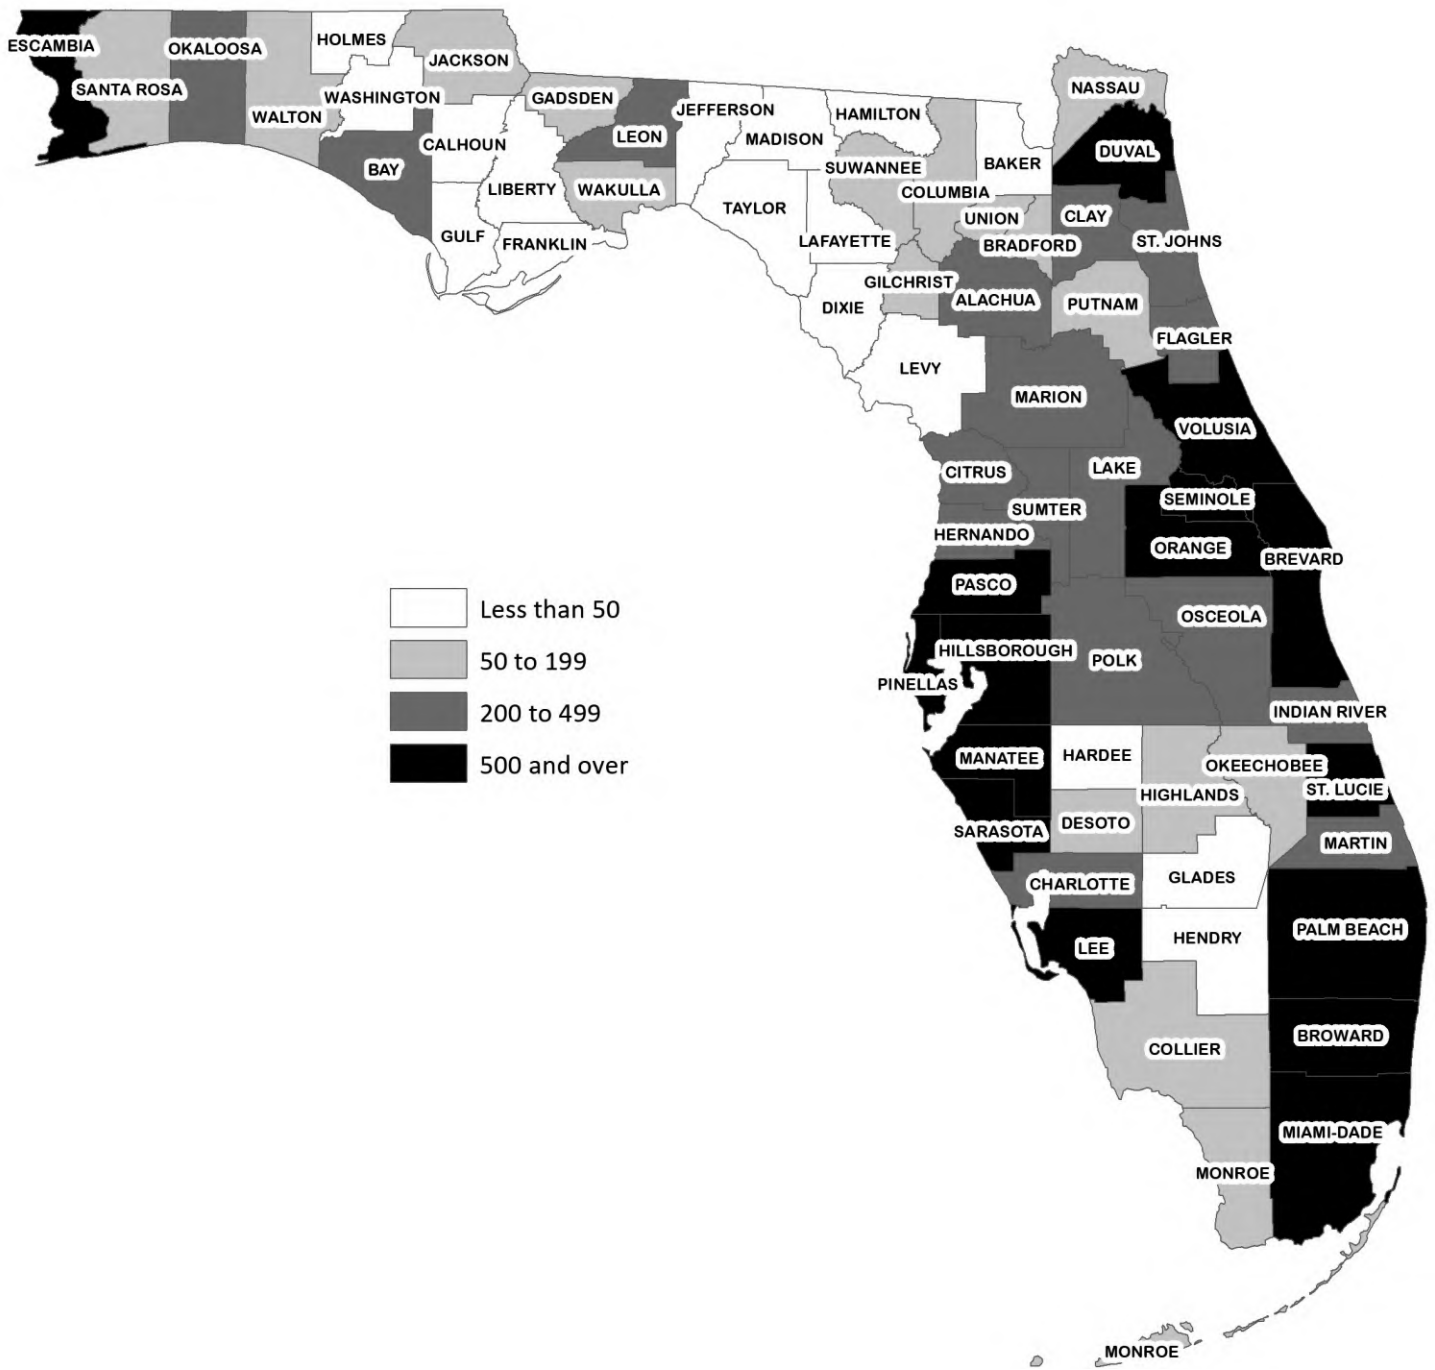 ESCAMBIA
SANTA ROSA
OKALOOSA
WALTON
HOLMES
WASHINGTON
JACKSON
BAY
CALHOUN
GULF
LIBERTY
FRANKLIN
GADSDEN
LEON
WAKULLA
JEFFERSON
MADISON
TAYLOR
HAMILTON
SUWANNEE
LAFAYETTE
COLUMBIA
BAKER
UNION
BRADFORD
NASSAU
DUVAL
CLAY
ST. JOHNS
GILCHRIST
DIXIE
ALACHUA
PUTNAM
FLAGLER
LEVY
MARION
VOLUSIA
CITRUS
SUMTER
LAKE
HERNANDO
SEMINOLE
ORANGE
BREVARD
PASCO
HILLSBOROUGH
PINELLAS
POLK
OSCEOLA
INDIAN RIVER
MANATEE
HARDEE
HIGHLANDS
OKEECHOBEE
ST. LUCIE
SARASOTA
DESOTO
MARTIN
CHARLOTTE
GLADES
LEE
HENDRY
PALM BEACH
COLLIER
BROWARD
MIAMI-DADE
MONROE
MONROE
Less than 50
50 to 199
200 to 499
500 and over